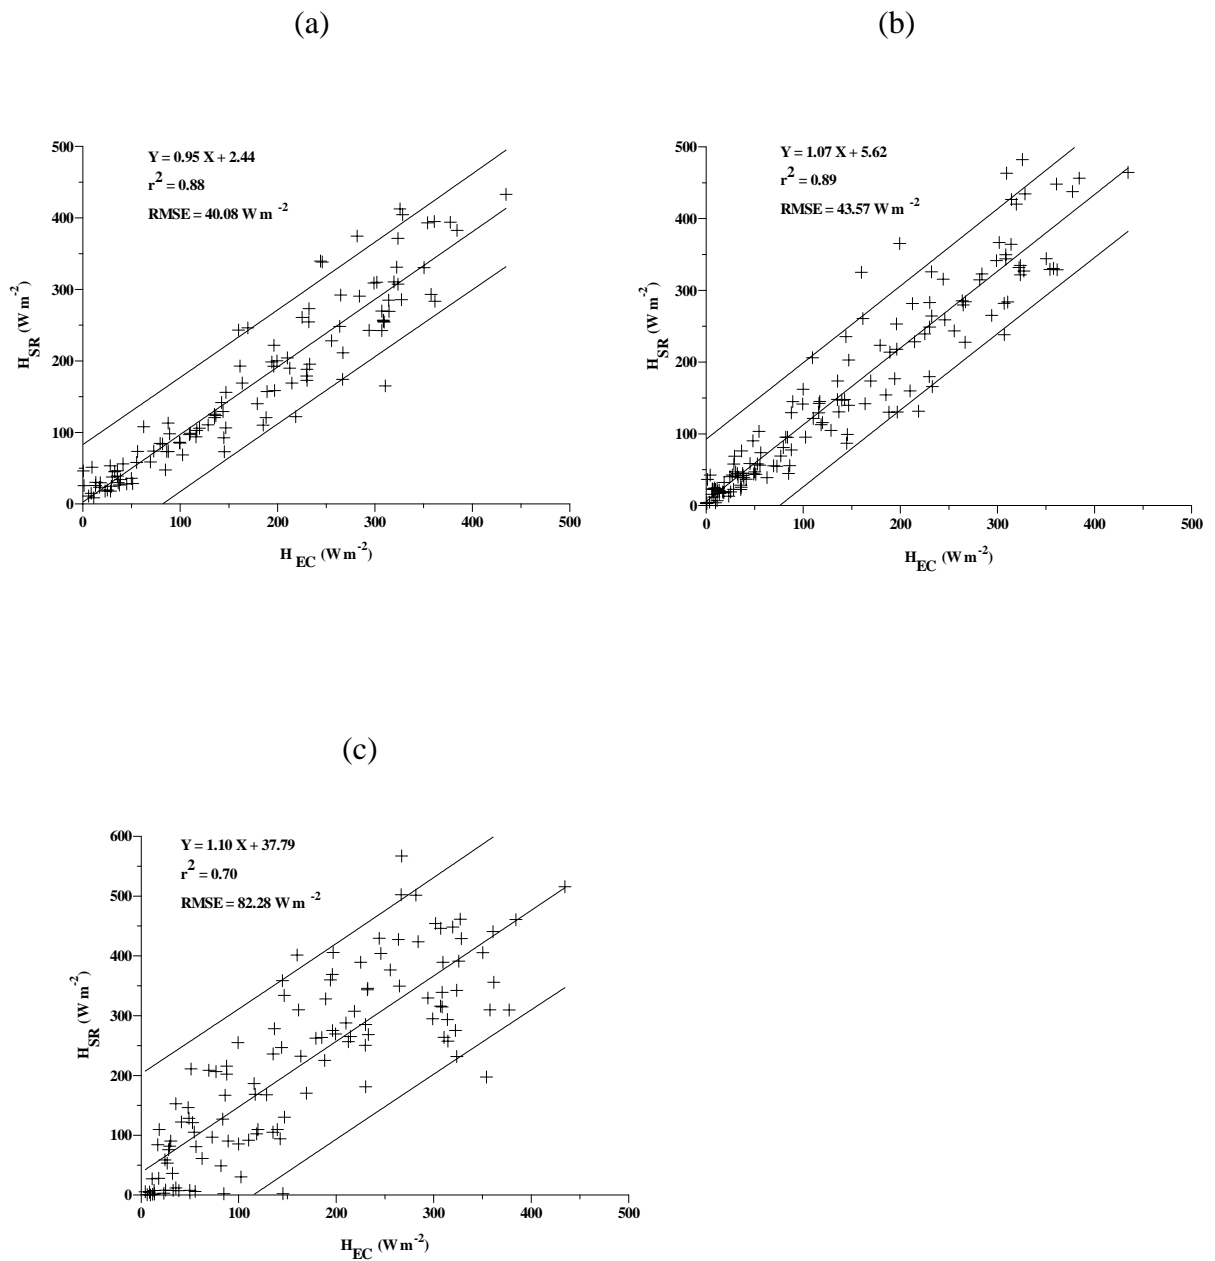 (a)
(b)
Y = 0.95 X + 2.44
r2 = 0.88
RMSE = 40.08 W m -2
500
400
300
200
100
0
HSR (W m-2)
0 100 200 300 400 500
HEC (W m-2)
Y = 1.07 X + 5.62
r2 = 0.89
RMSE = 43.57 W m -2
500
400
300
200
100
0
HSR (W m-2)
0 100 200 300 400 500
HEC (W m-2)
(c)
Y = 1.10 X + 37.79
r2 = 0.70
RMSE = 82.28 W m -2
600
500
400
300
200
100
0
HSR (W m-2)
0 100 200 300 400 500
HEC (W m-2)